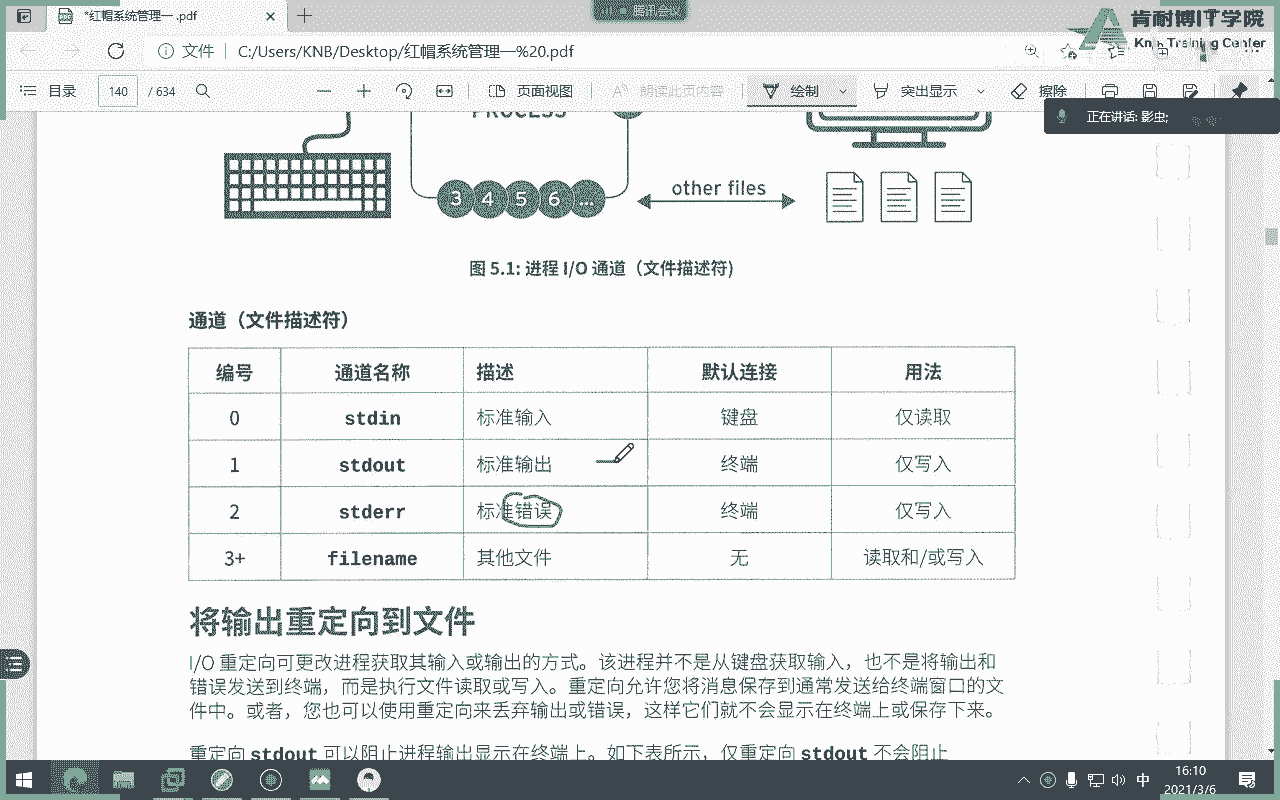 *红帽系统管理一 .pdf
腾讯会议
肯耐博IT学院
KnB Training Center
文件
C:/Users/KNB/Desktop/红帽系统管理一%20.pdf
目录
140
/ 634
页面视图
朗读此页内容
绘制
突出显示
擦除
正在讲话: 影虫;
PROCESS
3 4 5 6 ...
other files
图 5.1: 进程 I/O 通道（文件描述符)
通道（文件描述符）
编号 通道名称 描述 默认连接 用法
0 stdin 标准输入 键盘 仅读取
1 stdout 标准输出 终端 仅写入
2 stderr 标准错误 终端 仅写入
3+ filename 其他文件 无 读取和/或写入
将输出重定向到文件
I/O 重定向可更改进程获取其输入或输出的方式。该进程并不是从键盘获取输入，也不是将输出和
错误发送到终端，而是执行文件读取或写入。重定向允许您将消息保存到通常发送给终端窗口的文
件中。或者，您也可以使用重定向来丢弃输出或错误，这样它们就不会显示在终端上或保存下来。
重定向 stdout 可以阻止进程输出显示在终端上。如下表所示，仅重定向 stdout 不会阻止
中
16:10
2021/3/6